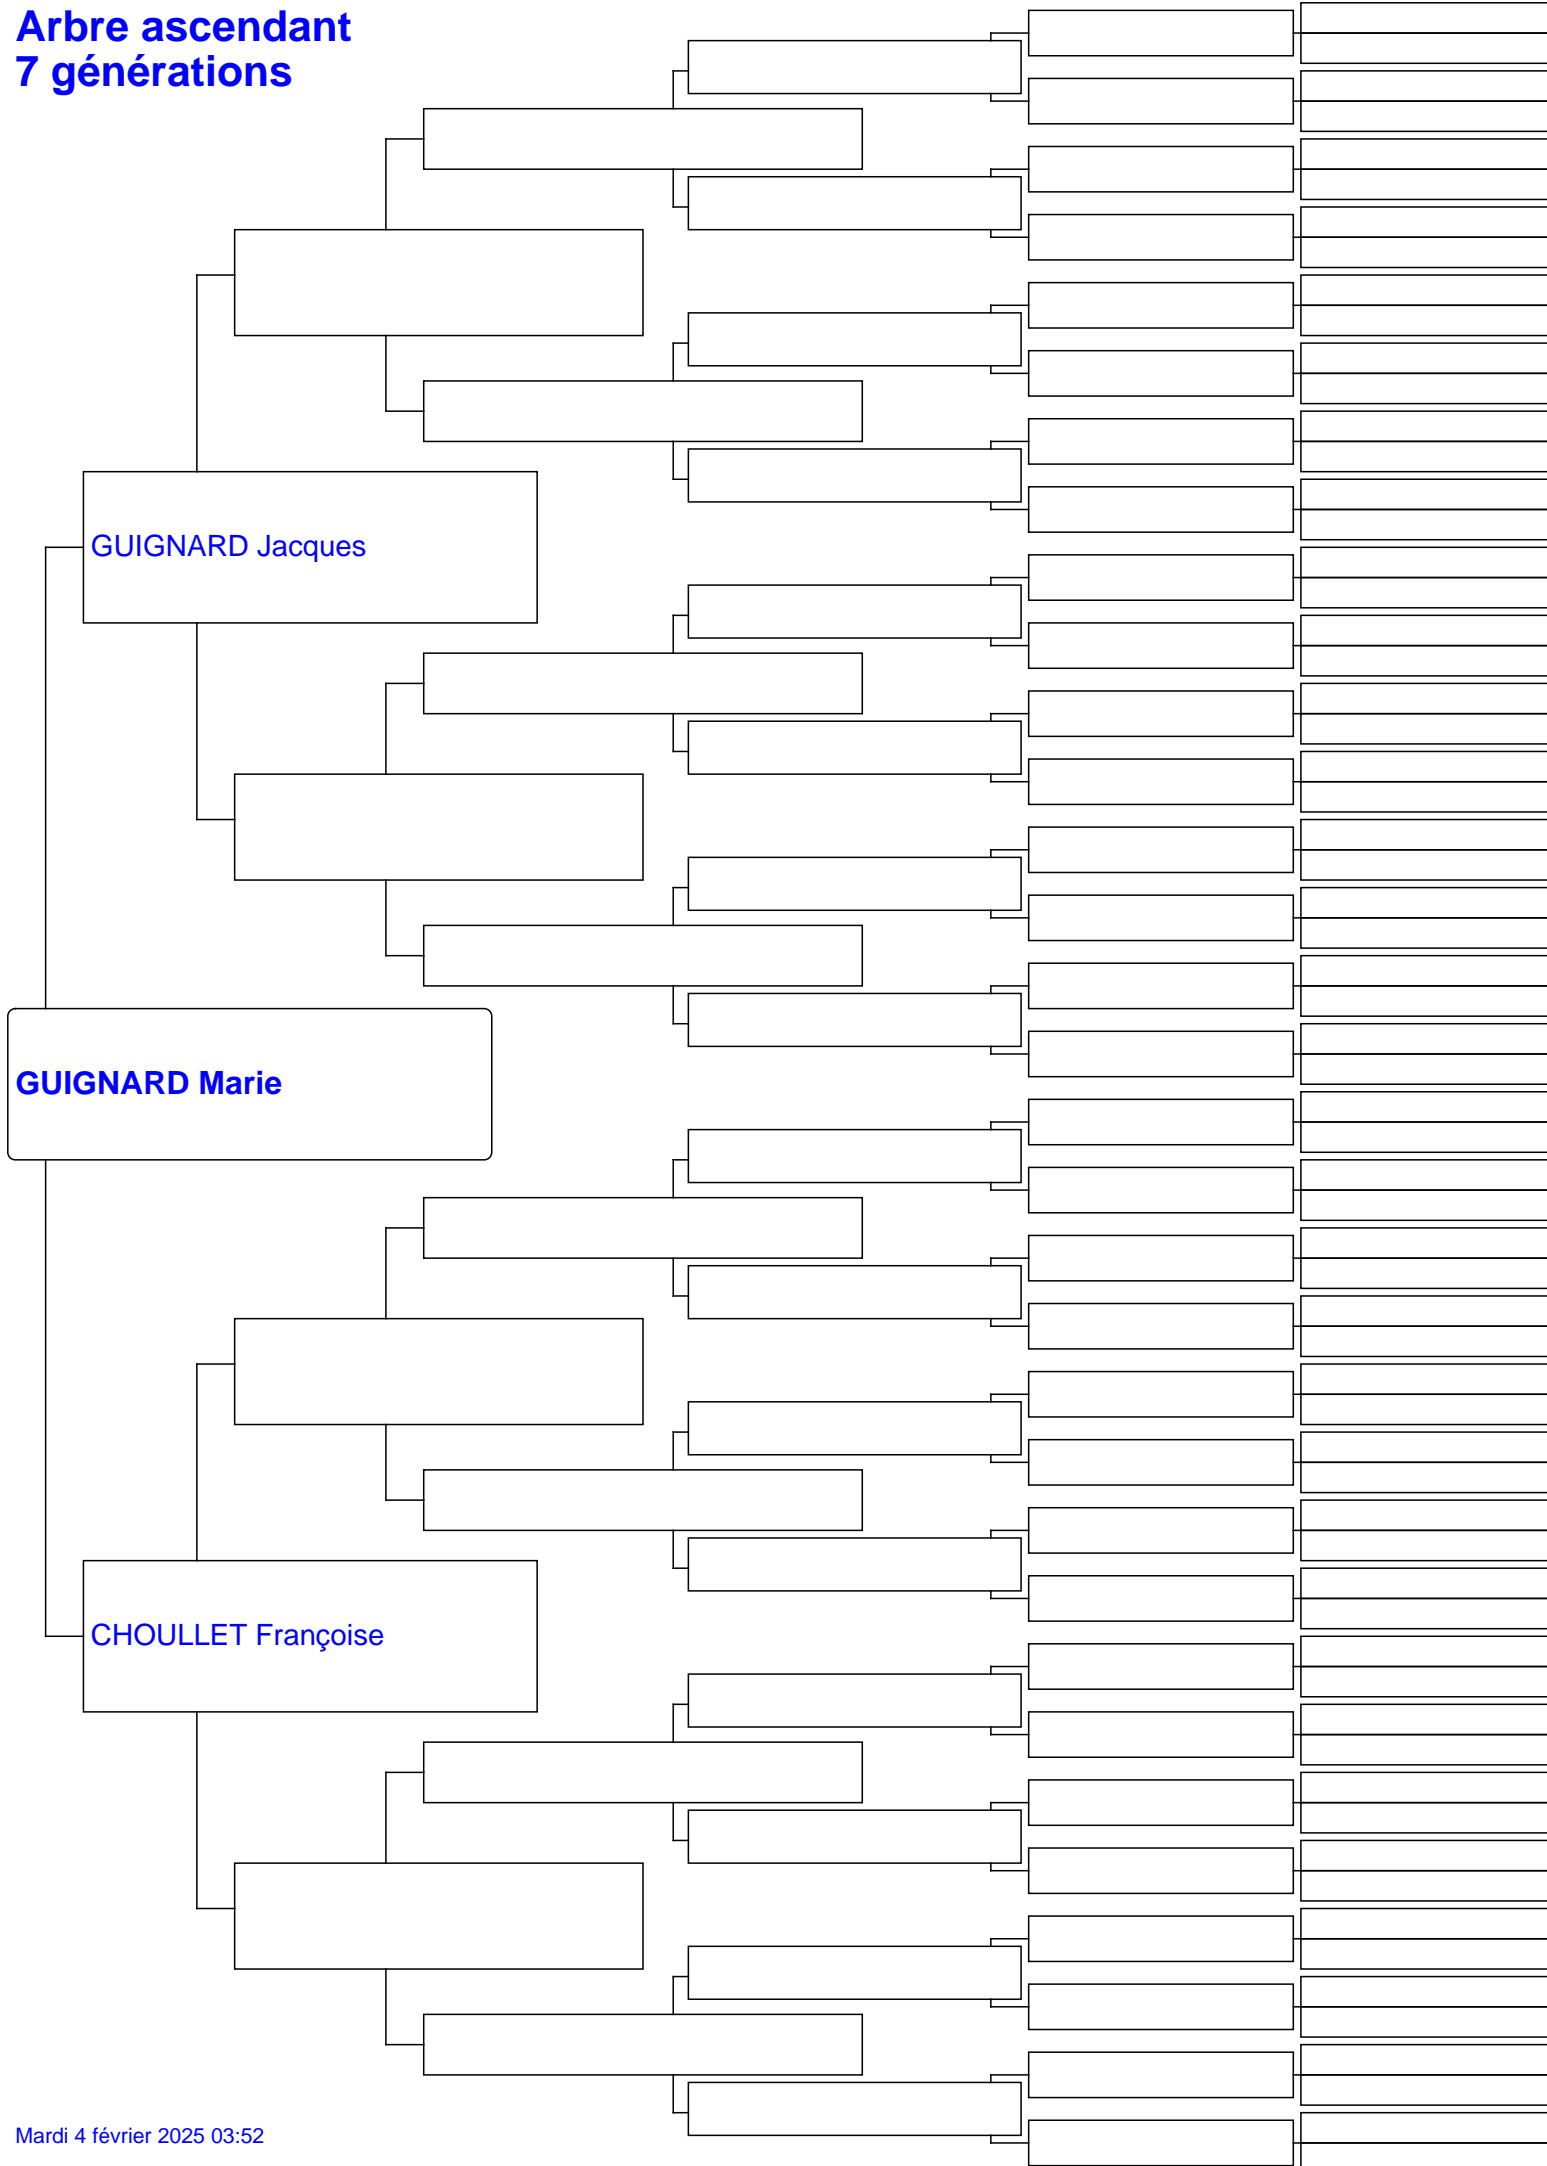 Arbre ascendant
7 générations
GUIGNARD Jacques
GUIGNARD Marie
CHOULLET Françoise
Mardi 4 février 2025 03:52